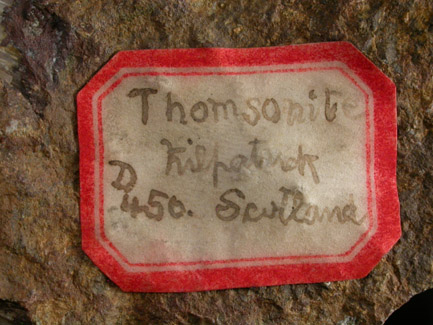 Thomsonite
Kilpatrick
D
450. Scotland